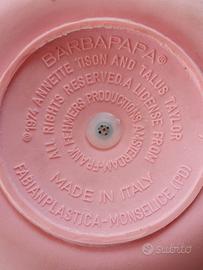 BARBAPAPA®
©1974 ANNETTE TISON AND TALUS TAYLOR
ALL RIGHTS RESERVED A LICENSE FROM
FRANK FEHMERS PRODUCTIONS AMSTERDAM
MADE IN ITALY
FABIANPLASTICA-MONSELICE (PD)
subito